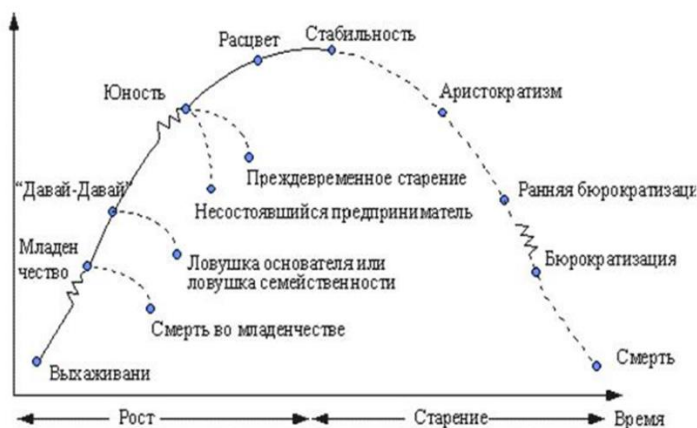 Расцвет
Стабильность
Юность
Аристократизм
Преждевременное старение
"Давай-Давай"
Несостоявшийся предприниматель
Ранняя бюрократизаци
Младен
чество
Ловушка основателя или
ловушка семейственности
Бюрократизация
Смерть во младенчестве
Выхаживани
Смерть
Рост
Старение
Время